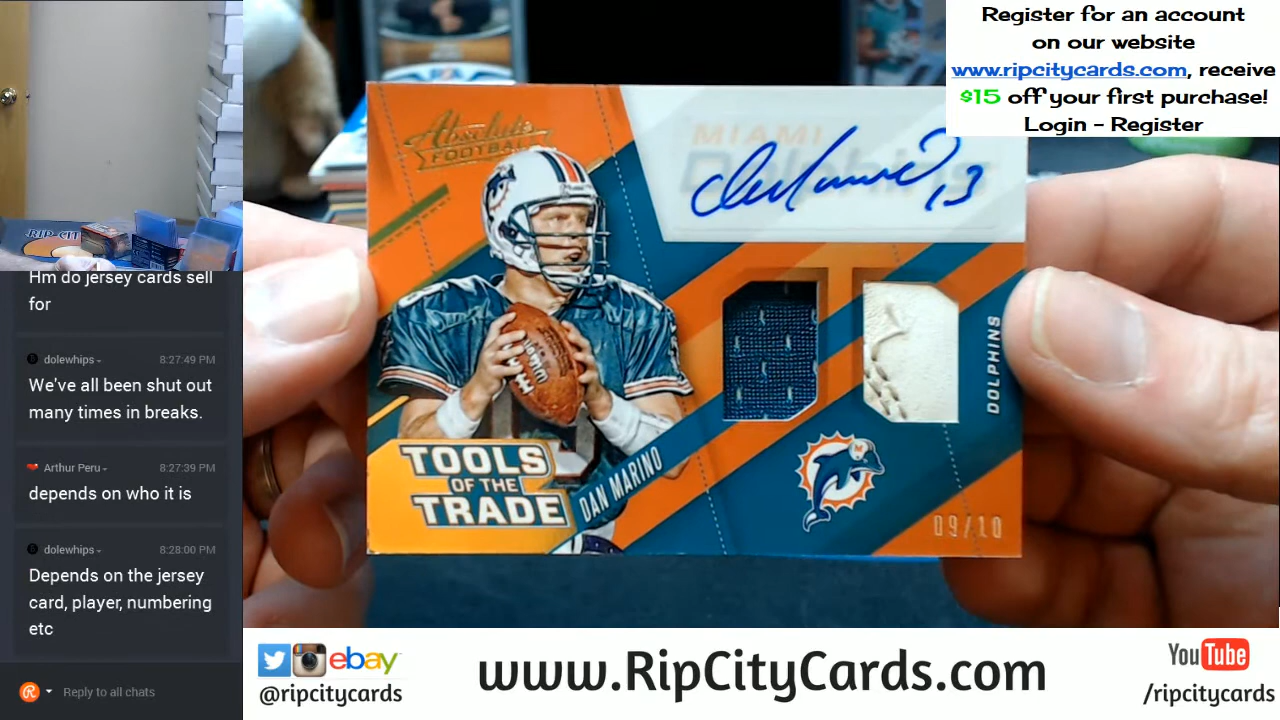 Register for an account
on our website
www.ripcitycards.com, receive
$15 off your first purchase!
Login - Register
RIP-CIT
Hm do jersey cards sell
for
dolewhips 8:27:49 PM
We've all been shut out
many times in breaks.
Arthur Peru 8:27:39 PM
depends on who it is
dolewhips 8:28:00 PM
Depends on the jersey
card, player, numbering
etc
Reply to all chats
Absolute
FOOTBALL
MIAMI
Dolphins
13
TOOLS
OF THE
TRADE
DAN MARINO
DOLPHINS
09/10
ebay
@ripcitycards
www.RipCityCards.com
YouTube
/ripcitycards